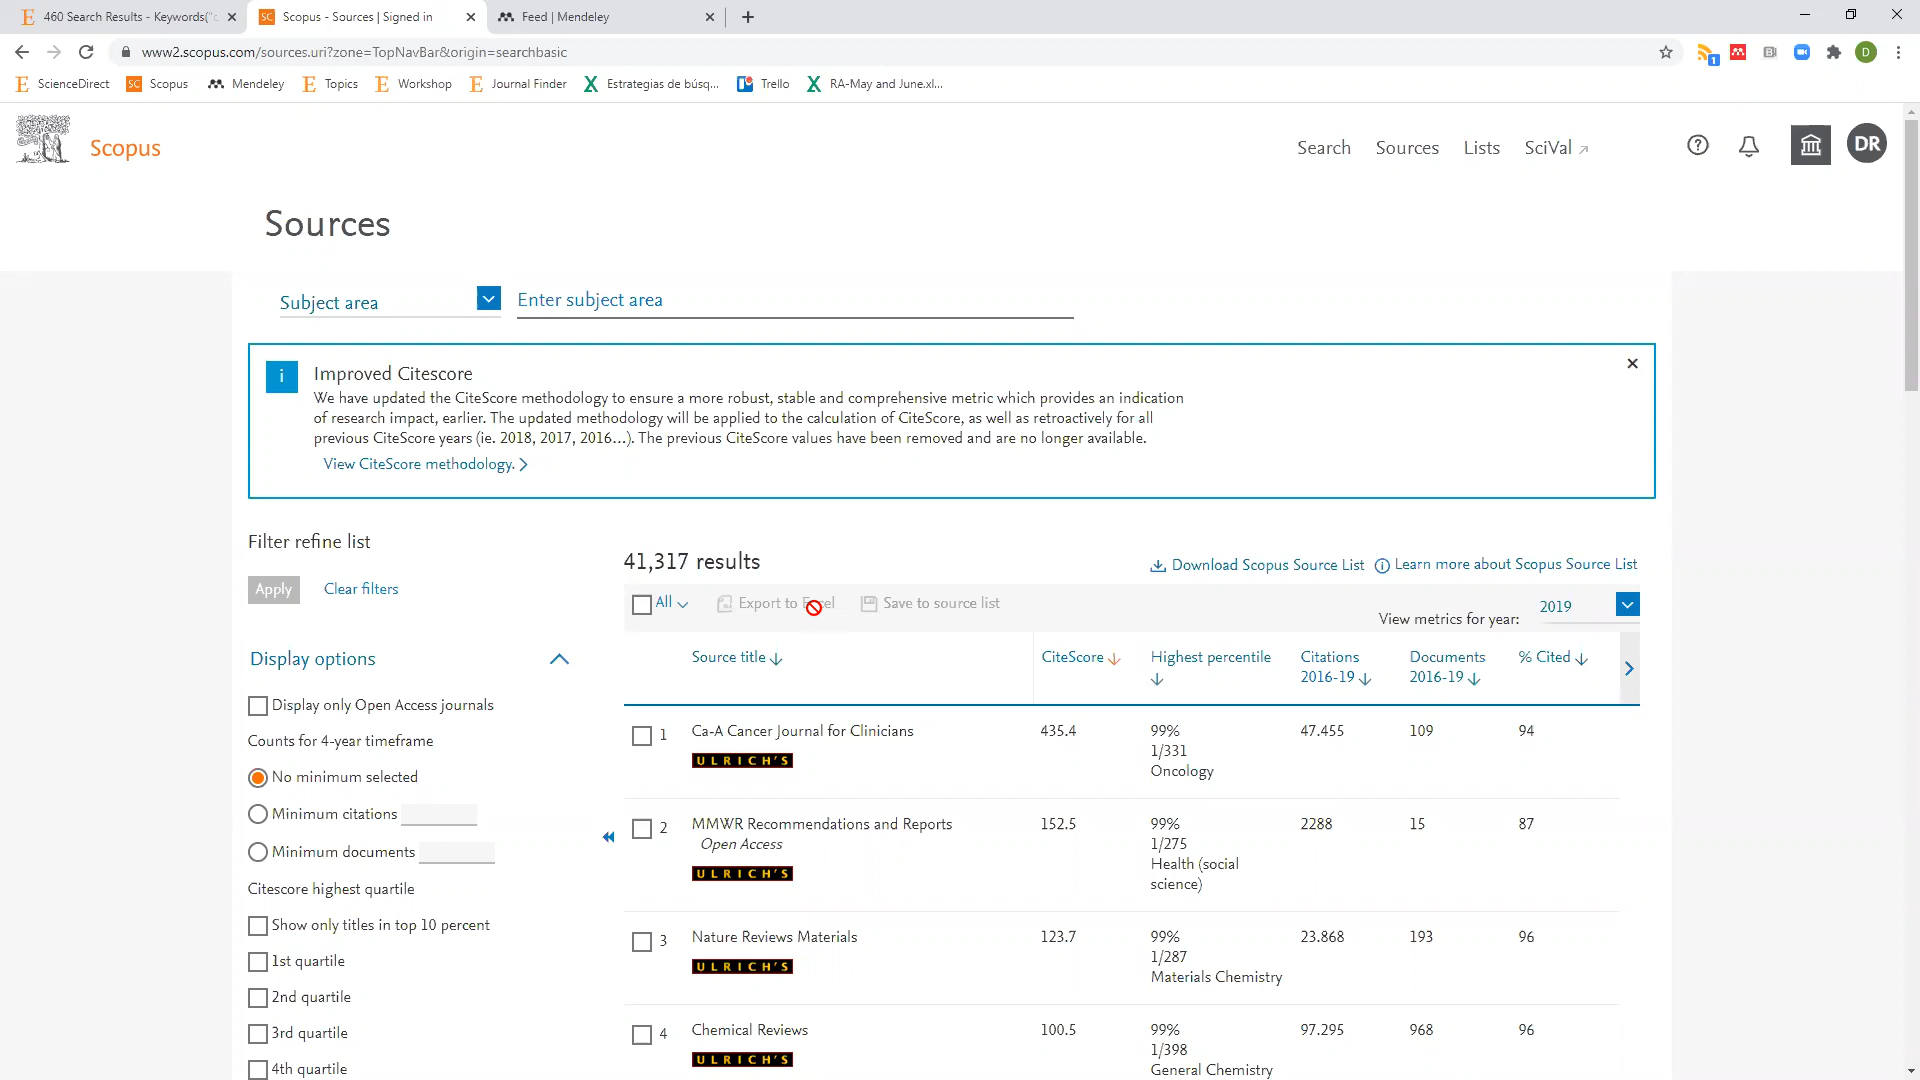 460 Search Results - Keywords("c
Scopus - Sources | Signed in
Feed | Mendeley
www2.scopus.com/sources.uri?zone=TopNavBar&origin=searchbasic
1
D
ScienceDirect
Scopus
Mendeley
Topics
Workshop
Journal Finder
Estrategias de búsq...
Trello
RA-May and June.xl...
Scopus
Search
Sources
Lists
SciVal
DR
Sources
Subject area
Enter subject area
Improved Citescore
We have updated the CiteScore methodology to ensure a more robust, stable and comprehensive metric which provides an indication
of research impact, earlier. The updated methodology will be applied to the calculation of CiteScore, as well as retroactively for all
previous CiteScore years (ie. 2018, 2017, 2016...). The previous CiteScore values have been removed and are no longer available.
View CiteScore methodology.
Filter refine list
Apply
Clear filters
Display options
Display only Open Access journals
Counts for 4-year timeframe
No minimum selected
Minimum citations
Minimum documents
Citescore highest quartile
Show only titles in top 10 percent
1st quartile
2nd quartile
3rd quartile
4th quartile
41,317 results
Download Scopus Source List
Learn more about Scopus Source List
All
Export to Excel
Save to source list
View metrics for year:
2019
Source title
CiteScore
Highest percentile
Citations
2016-19
Documents
2016-19
% Cited
1 Ca-A Cancer Journal for Clinicians 435.4 99% 47.455 109 94
1/331
ULRICH'S
Oncology
2 MMWR Recommendations and Reports 152.5 99% 2288 15 87
Open Access 1/275
Health (social
ULRICH'S
science)
3 Nature Reviews Materials 123.7 99% 23.868 193 96
1/287
ULRICH'S
Materials Chemistry
4 Chemical Reviews 100.5 99% 97.295 968 96
1/398
ULRICH'S
General Chemistry